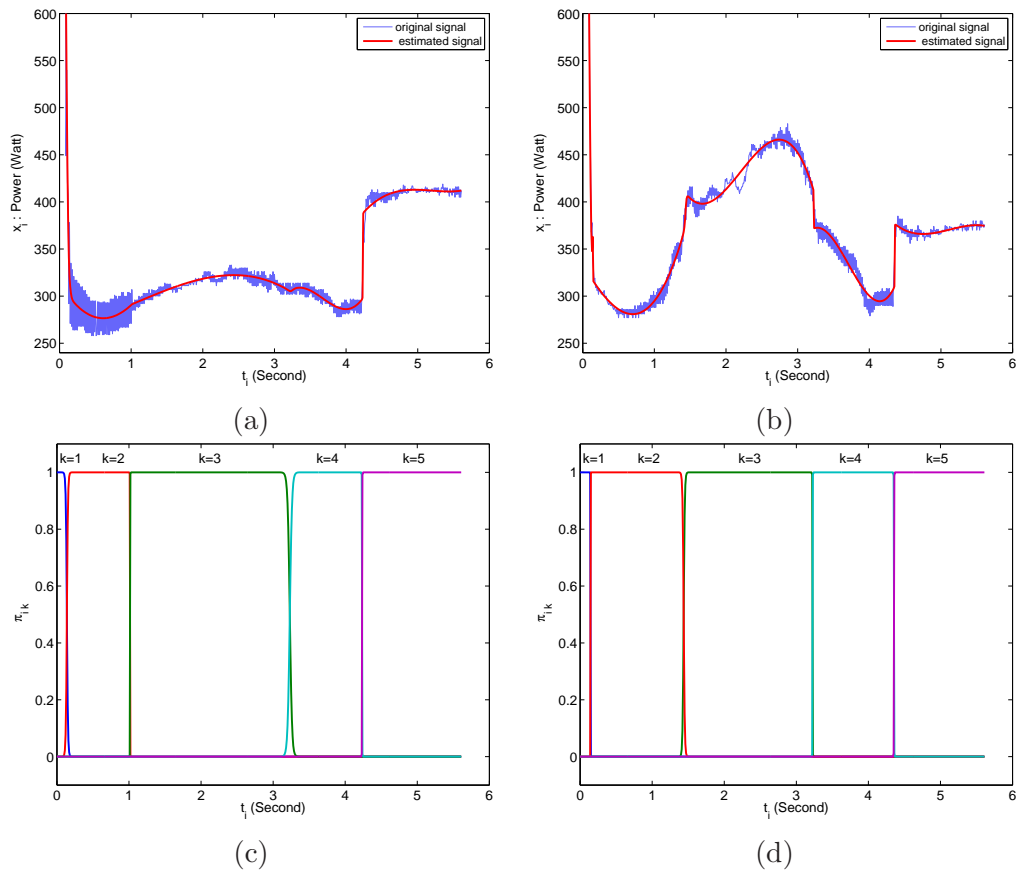 600
550
500
450
400
350
300
250
x_i : Power (Watt)
original signal
estimated signal
0 1 2 3 4 5 6
t_i (Second)
(a)
600
550
500
450
400
350
300
250
x_i : Power (Watt)
original signal
estimated signal
0 1 2 3 4 5 6
t_i (Second)
(b)
k=1 k=2 k=3 k=4 k=5
1
0.8
0.6
0.4
0.2
0
π_{i k}
0 1 2 3 4 5 6
t_i (Second)
(c)
k=1 k=2 k=3 k=4 k=5
1
0.8
0.6
0.4
0.2
0
π_{i k}
0 1 2 3 4 5 6
t_i (Second)
(d)